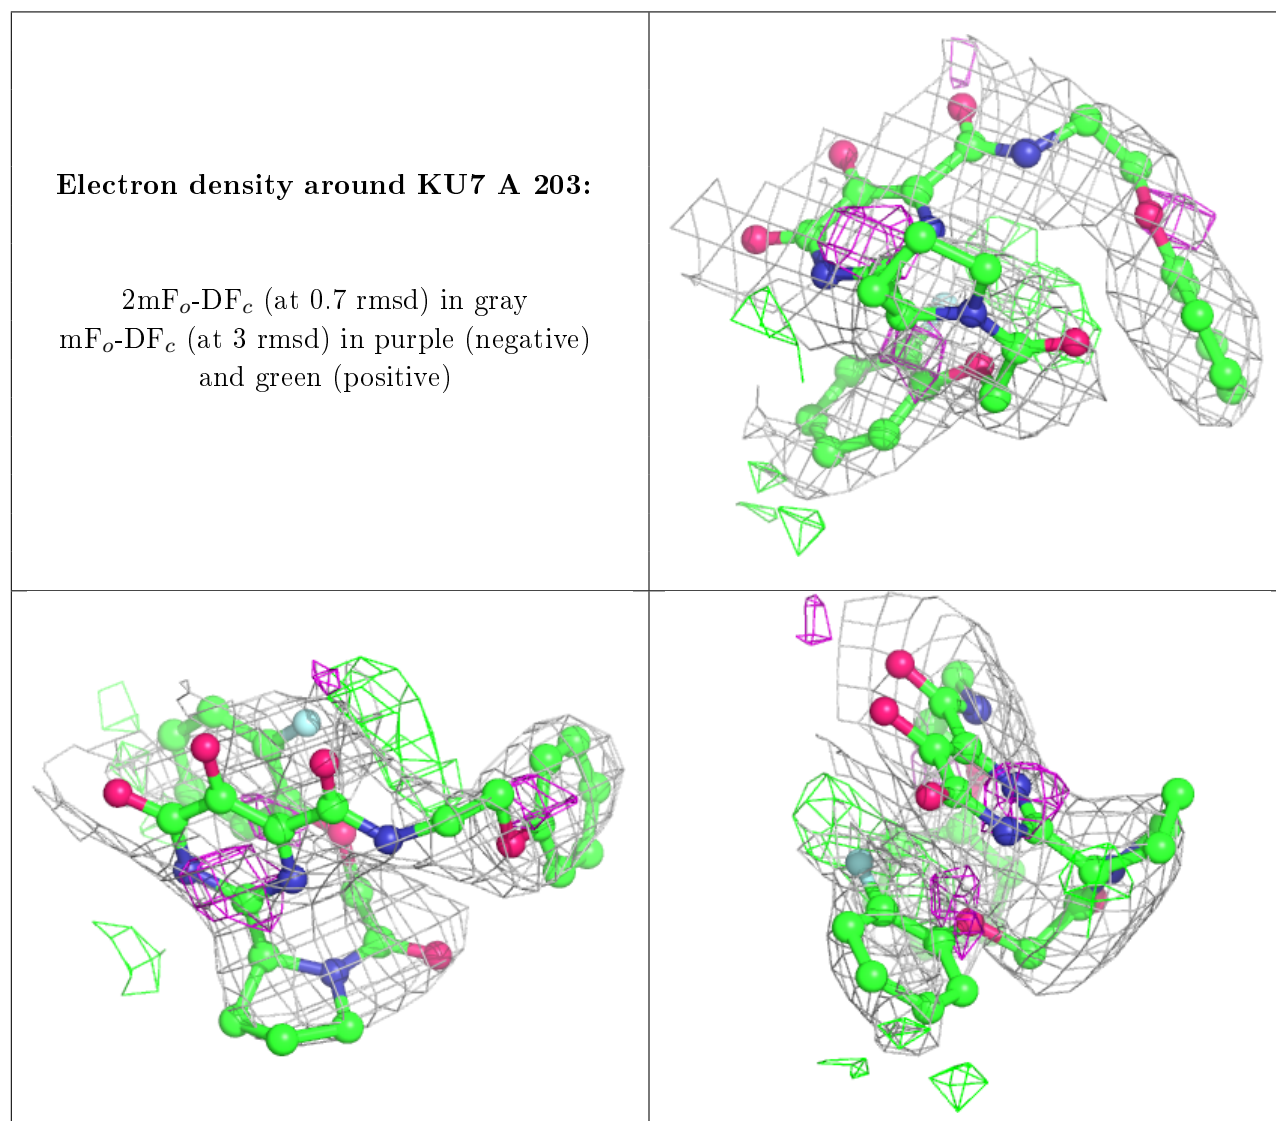 Electron density around KU7 A 203:
2mFₒ-DF𝒸 (at 0.7 rmsd) in gray
mFₒ-DF𝒸 (at 3 rmsd) in purple (negative)
and green (positive)